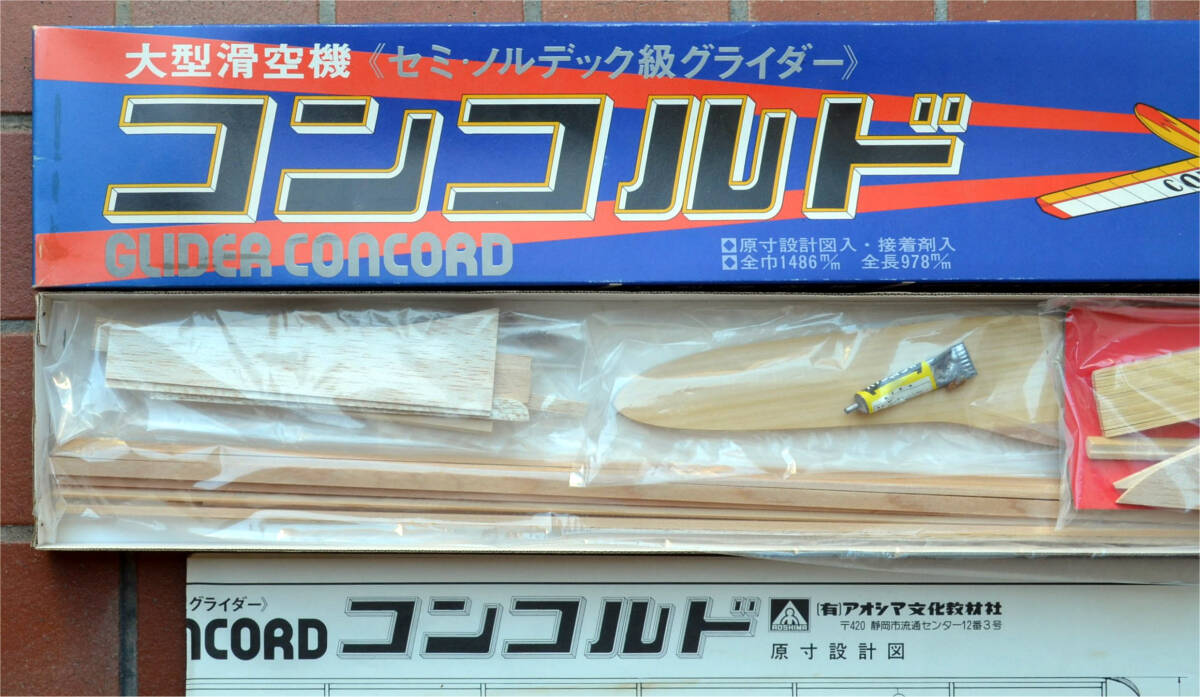 大型滑空機《セミ・ノルデック級グライダー》
コンコルド
GLIDER CONCORD
原寸設計図入・接着剤入
全巾1486m/m 全長978m/m
CO
グライダー》
NCORD コンコルド
AOSHIMA
(有)アオシマ文化教材社
〒420 静岡市流通センター12番3号
原寸設計図